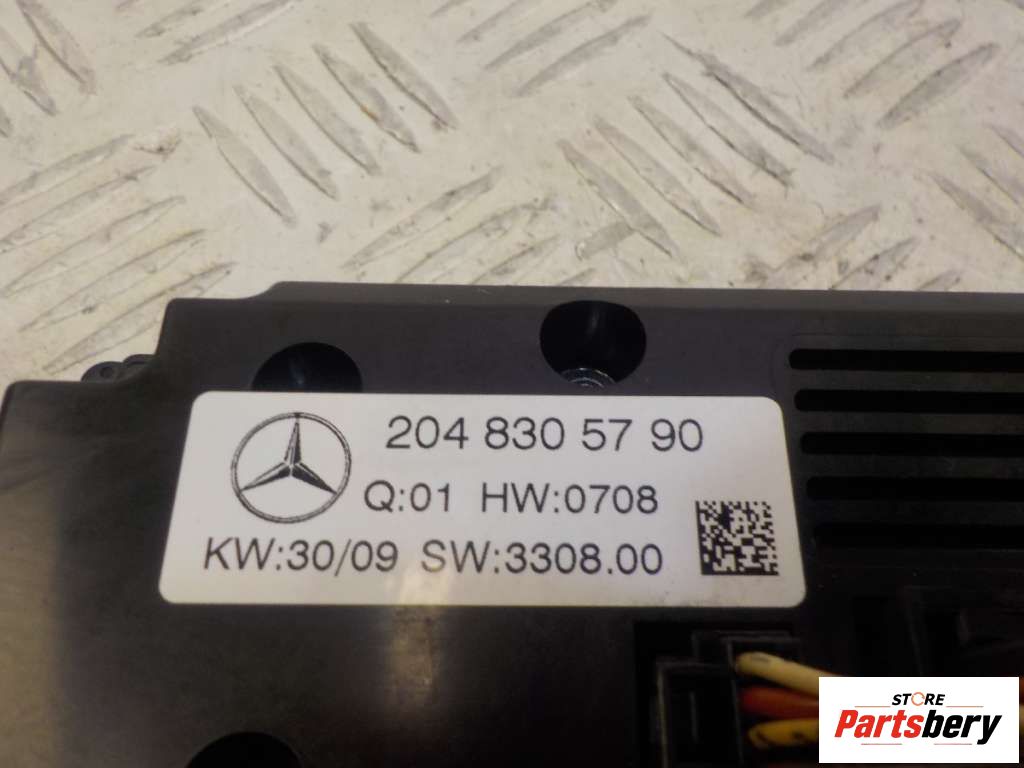 204 830 57 90
Q:01 HW:0708
KW:30/09 SW:3308.00
STORE
Partsbery